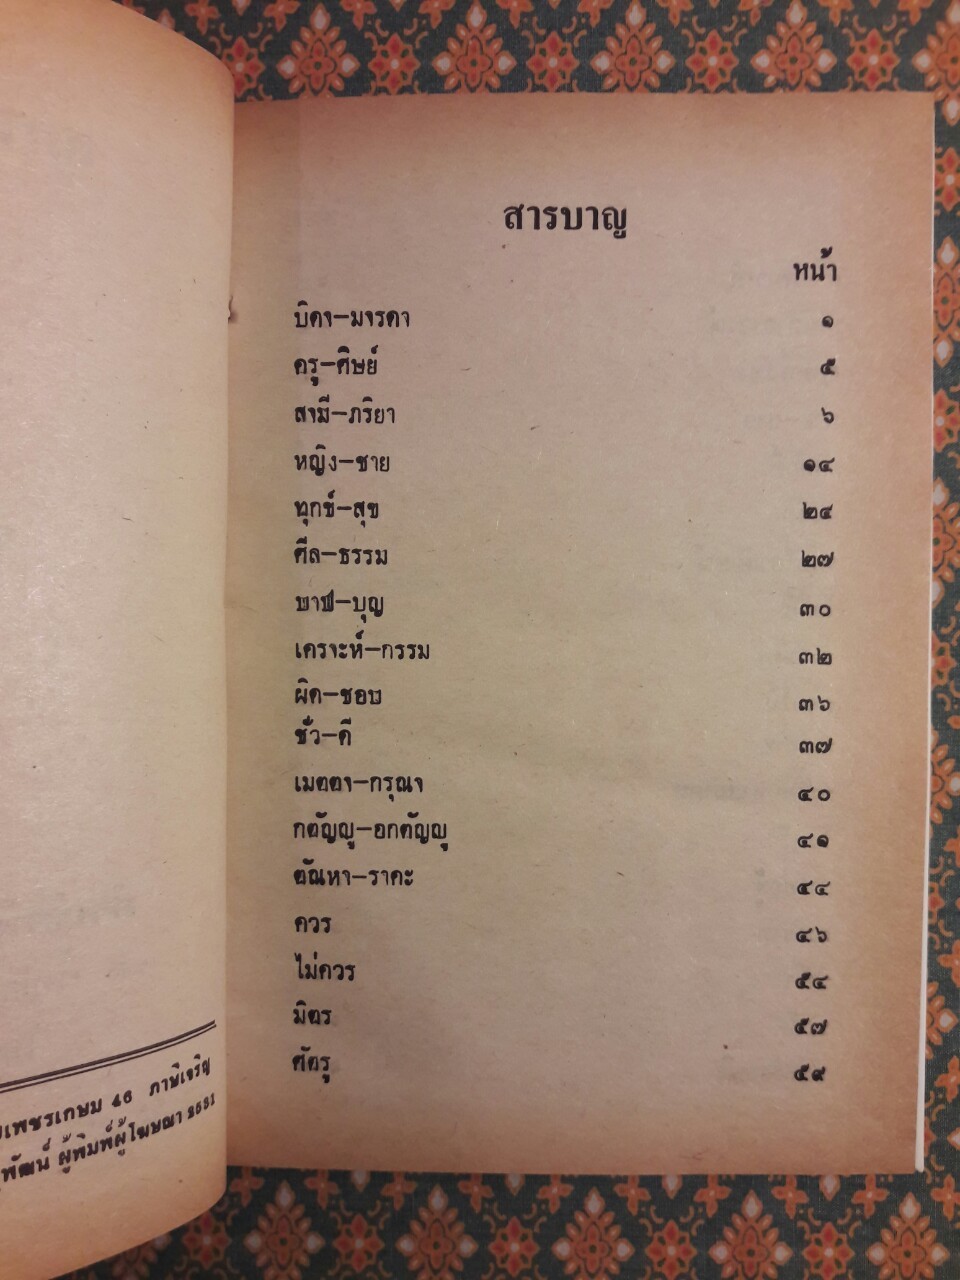 สารบาญ
หน้า
บิดา-มารดา ๑
ครู-ศิษย์ ๕
สามี-ภริยา ๖
หญิง-ชาย ๑๔
ทุกข์-สุข ๒๔
ศีล-ธรรม ๒๗
บาป-บุญ ๓๐
เคราะห์-กรรม ๓๒
ผิด-ชอบ ๓๖
ชั่ว-ดี ๓๗
เมตตา-กรุณา ๔๐
กตัญญู-อกตัญญู ๔๑
ตัณหา-ราคะ ๔๔
ควร ๔๖
ไม่ควร ๕๔
มิตร ๕๗
ศัตรู ๕๙
เพชรเกษม 46 ภาษีเจริญ
พัฒน์ ผู้พิมพ์ผู้โฆษณา 2531